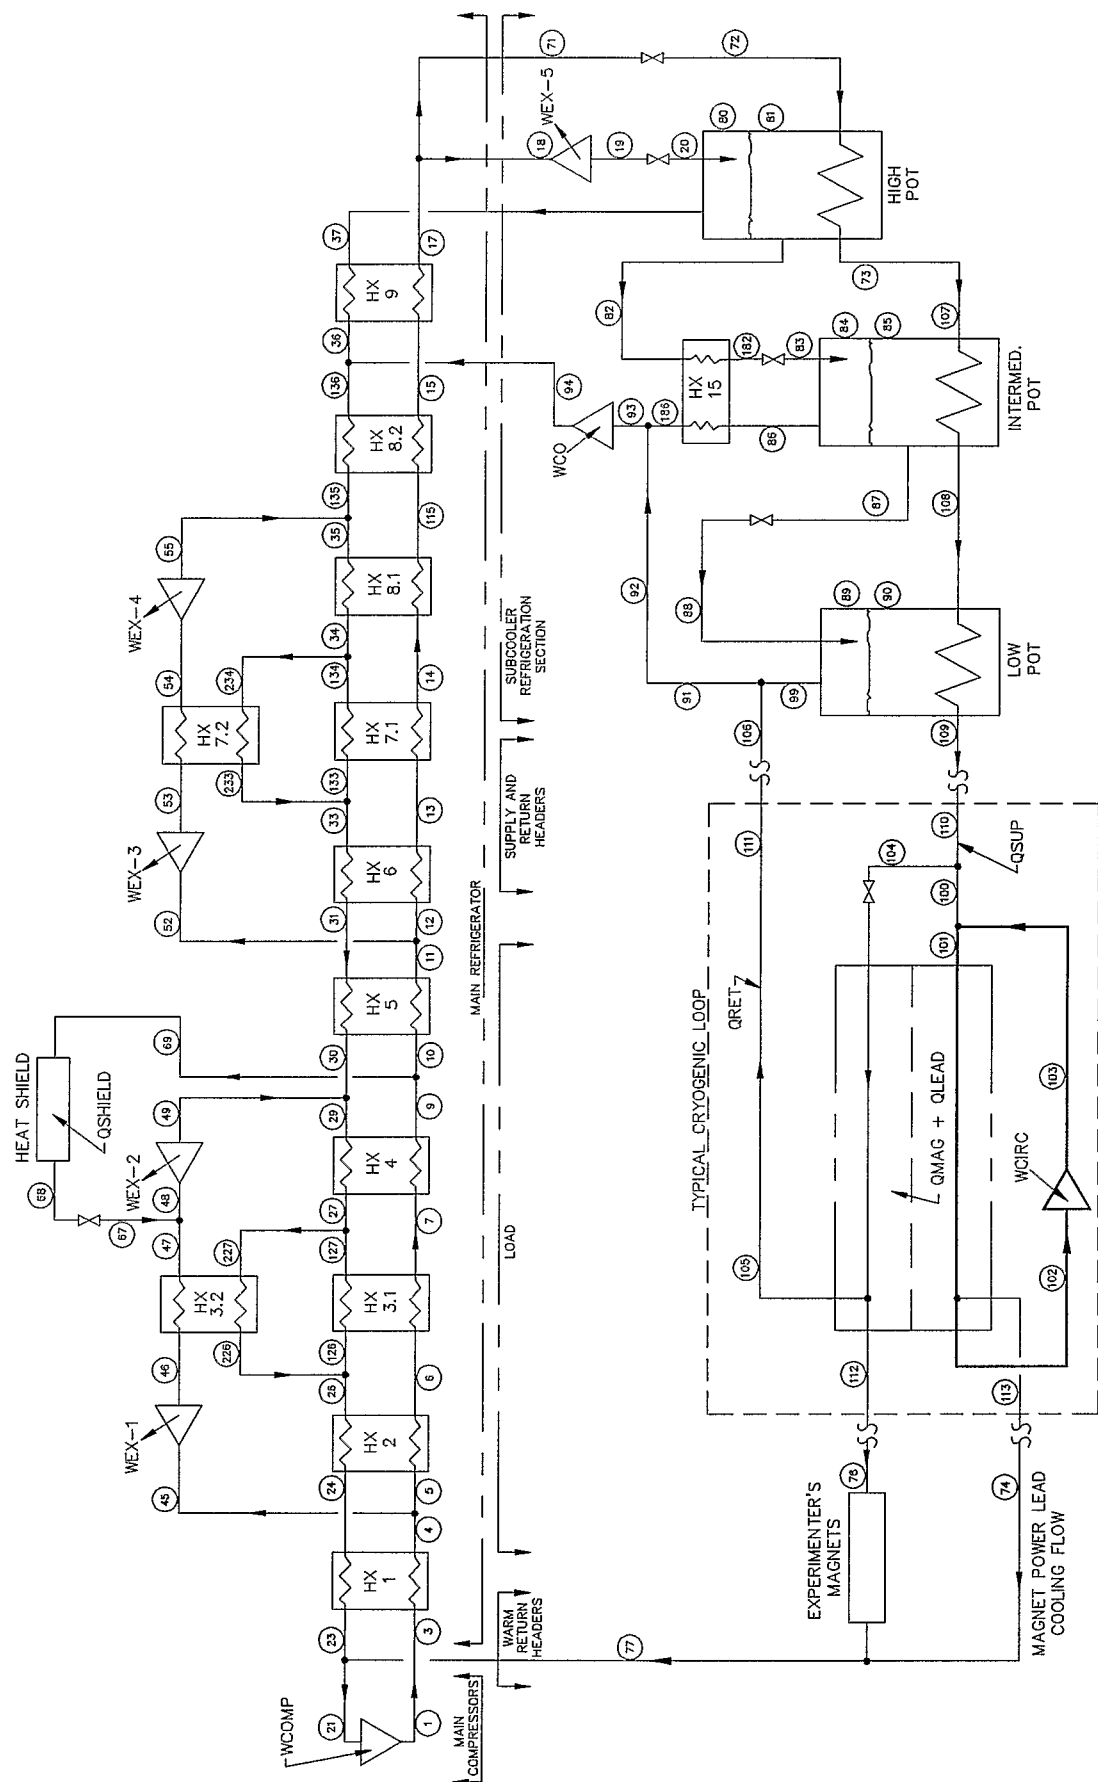 HEAT SHIELD
QSHIELD
68
67
69
WEX-1
WEX-2
WEX-3
WEX-4
45
46
HX
3.2
47
48
49
52
53
HX
7.2
54
55
226
227
233
234
WCOMP
21
23
HX
1
24
HX
2
26
126
HX
3.1
127
27
HX
4
29
30
HX
5
31
HX
6
33
133
HX
7.1
134
34
HX
8.1
35
135
HX
8.2
136
36
HX
9
37
1
3
4
5
6
7
9
10
11
12
13
14
115
15
17
MAIN
COMPRESSORS
MAIN REFRIGERATOR
WARM
RETURN
HEADERS
LOAD
SUPPLY AND
RETURN
HEADERS
SUBCOOLER
REFRIGERATION
SECTION
18
WEX-5
71
19
20
72
77
94
WCO
93
186
HX
15
182
83
86
82
80
81
HIGH
POT
73
84
85
107
INTERMED.
POT
92
87
108
88
91
99
89
90
LOW
POT
106
109
TYPICAL CRYOGENIC LOOP
QRET
105
111
110
QSUP
104
100
101
QMAG + QLEAD
WCIRC
102
103
112
113
EXPERIMENTER'S
MAGNETS
76
74
MAGNET POWER LEAD
COOLING FLOW